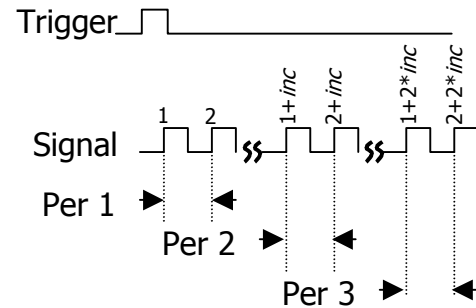 Trigger
1+inc
2+inc
1+2*inc
2+2*inc
1
2
Signal
Per 1
Per 2
Per 3